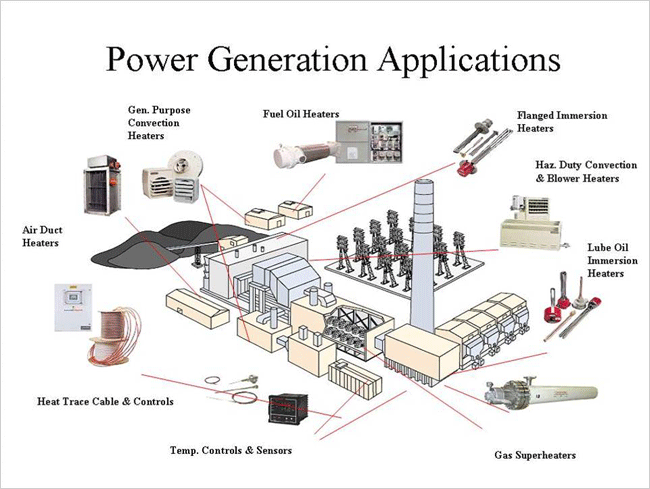 Power Generation Applications
Gen. Purpose
Convection
Heaters
Fuel Oil Heaters
Flanged Immersion
Heaters
Haz. Duty Convection
& Blower Heaters
Air Duct
Heaters
Lube Oil
Immersion
Heaters
Heat Trace Cable & Controls
Temp. Controls & Sensors
Gas Superheaters